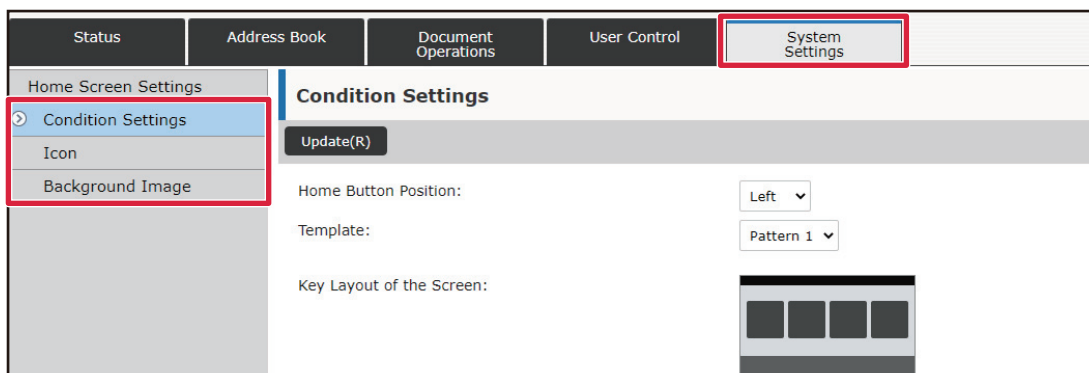 Status
Address Book
Document
Operations
User Control
System
Settings
Home Screen Settings
Condition Settings
Icon
Background Image
Condition Settings
Update(R)
Home Button Position:
Left
Template:
Pattern 1
Key Layout of the Screen: